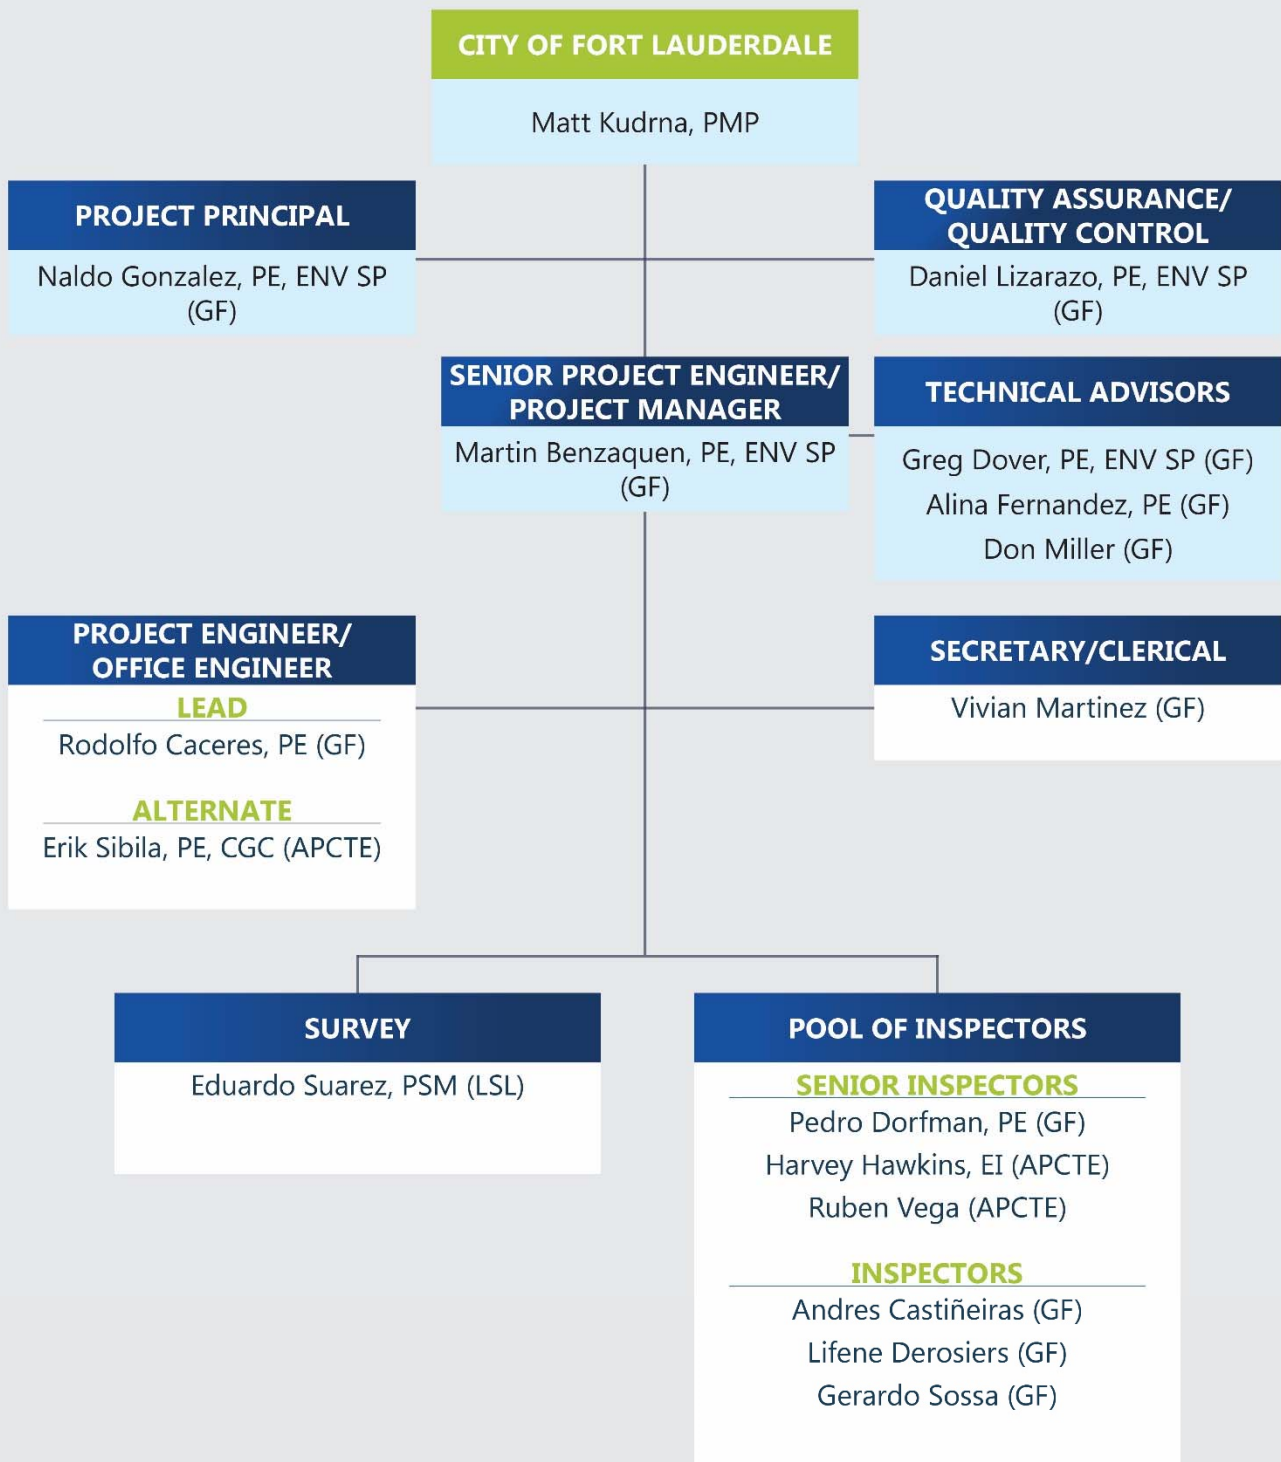 CITY OF FORT LAUDERDALE
Matt Kudrna, PMP
PROJECT PRINCIPAL
Naldo Gonzalez, PE, ENV SP
(GF)
QUALITY ASSURANCE/
QUALITY CONTROL
Daniel Lizarazo, PE, ENV SP
(GF)
SENIOR PROJECT ENGINEER/
PROJECT MANAGER
Martin Benzaquen, PE, ENV SP
(GF)
TECHNICAL ADVISORS
Greg Dover, PE, ENV SP (GF)
Alina Fernandez, PE (GF)
Don Miller (GF)
PROJECT ENGINEER/
OFFICE ENGINEER
LEAD
Rodolfo Caceres, PE (GF)
ALTERNATE
Erik Sibila, PE, CGC (APCTE)
SECRETARY/CLERICAL
Vivian Martinez (GF)
SURVEY
Eduardo Suarez, PSM (LSL)
POOL OF INSPECTORS
SENIOR INSPECTORS
Pedro Dorfman, PE (GF)
Harvey Hawkins, EI (APCTE)
Ruben Vega (APCTE)
INSPECTORS
Andres Castiñeiras (GF)
Lifene Derosiers (GF)
Gerardo Sossa (GF)